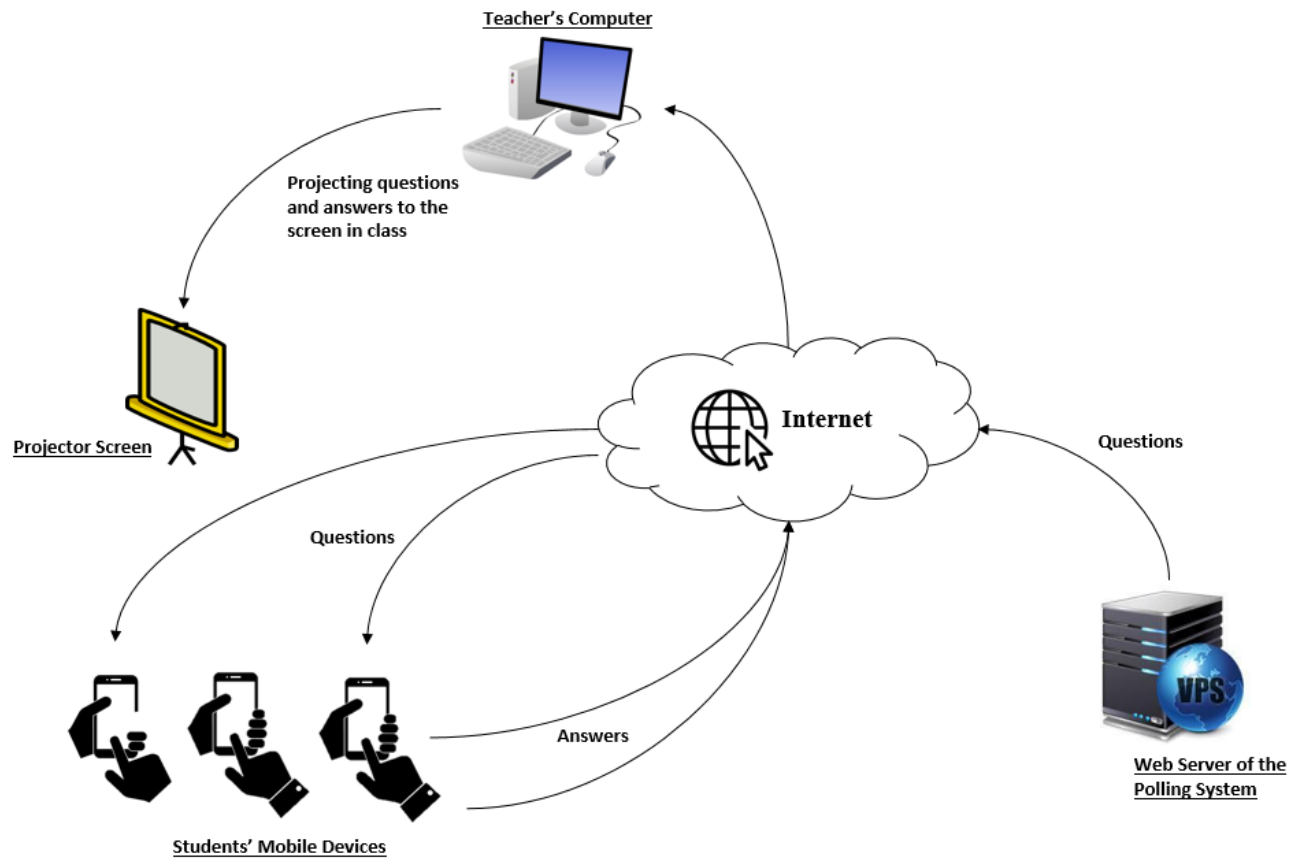 Teacher's Computer
Projecting questions
and answers to the
screen in class
Internet
Questions
Projector Screen
Questions
VPS
Answers
Web Server of the
Polling System
Students' Mobile Devices